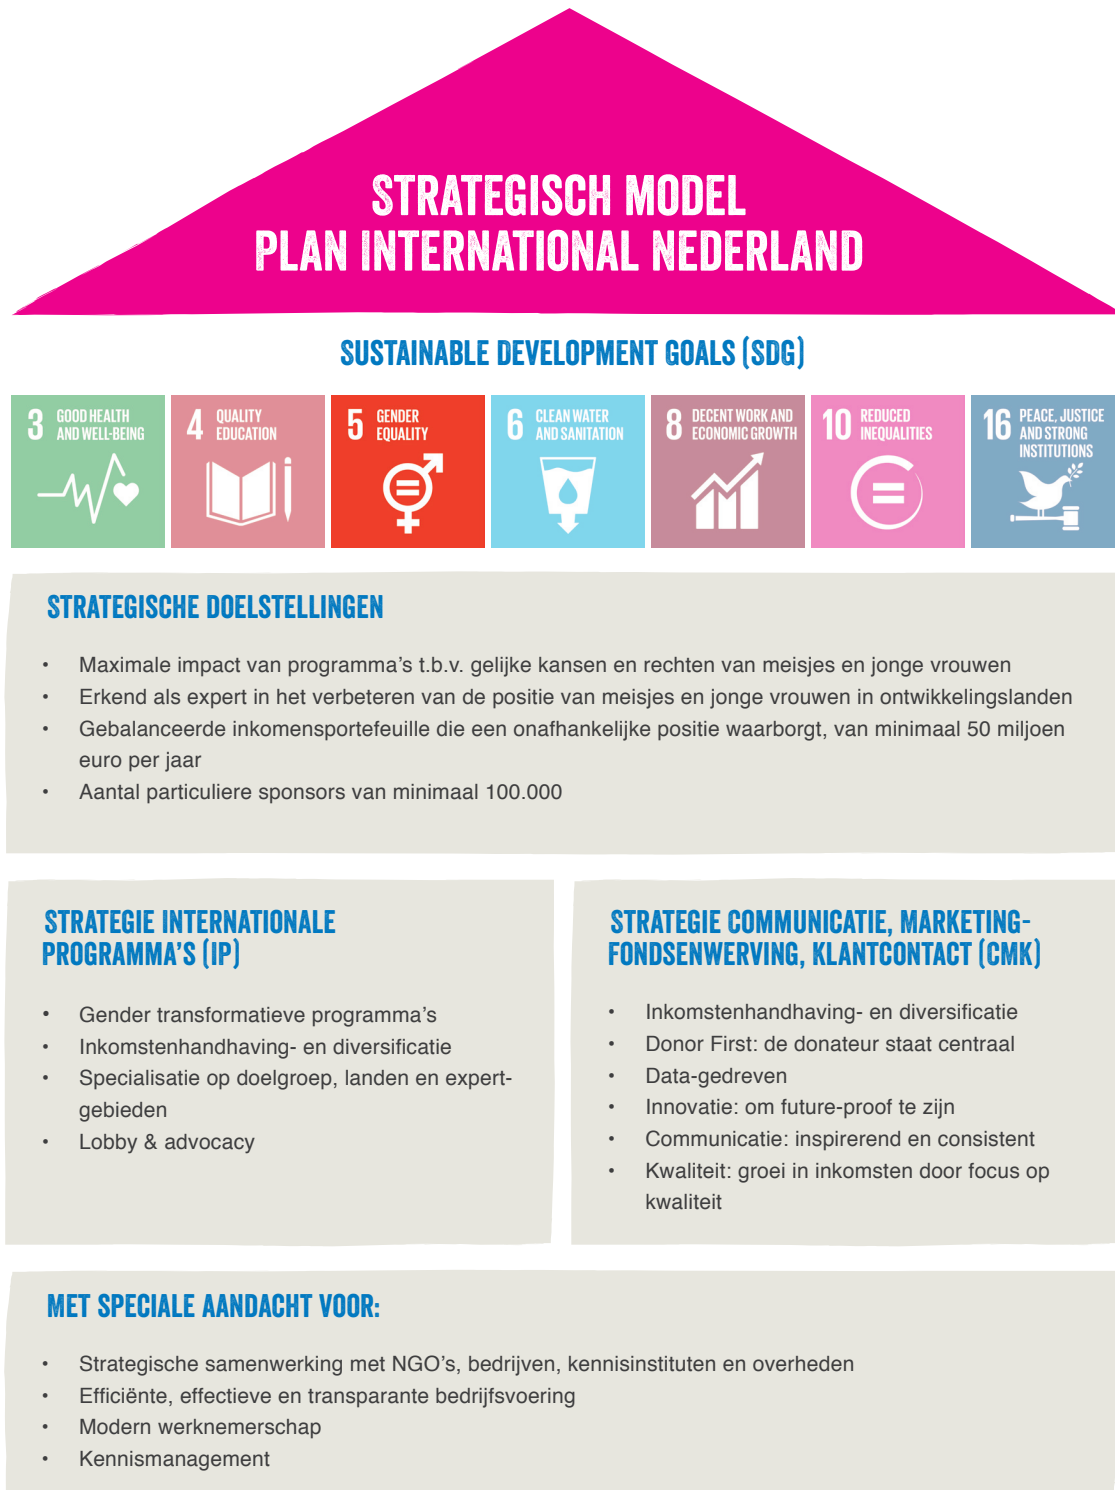 STRATEGISCH MODEL
PLAN INTERNATIONAL NEDERLAND
SUSTAINABLE DEVELOPMENT GOALS (SDG)
3 GOOD HEALTH
AND WELL-BEING
4 QUALITY
EDUCATION
5 GENDER
EQUALITY
6 CLEAN WATER
AND SANITATION
8 DECENT WORK AND
ECONOMIC GROWTH
10 REDUCED
INEQUALITIES
16 PEACE, JUSTICE
AND STRONG
INSTITUTIONS
STRATEGISCHE DOELSTELLINGEN
• Maximale impact van programma’s t.b.v. gelijke kansen en rechten van meisjes en jonge vrouwen
• Erkend als expert in het verbeteren van de positie van meisjes en jonge vrouwen in ontwikkelingslanden
• Gebalanceerde inkomensportefeuille die een onafhankelijke positie waarborgt, van minimaal 50 miljoen
euro per jaar
• Aantal particuliere sponsors van minimaal 100.000
STRATEGIE INTERNATIONALE
PROGRAMMA’S (IP)
• Gender transformatieve programma’s
• Inkomstenhandhaving- en diversificatie
• Specialisatie op doelgroep, landen en expert-
gebieden
• Lobby & advocacy
STRATEGIE COMMUNICATIE, MARKETING-
FONDSENWERVING, KLANTCONTACT (CMK)
• Inkomstenhandhaving- en diversificatie
• Donor First: de donateur staat centraal
• Data-gedreven
• Innovatie: om future-proof te zijn
• Communicatie: inspirerend en consistent
• Kwaliteit: groei in inkomsten door focus op
kwaliteit
MET SPECIALE AANDACHT VOOR:
• Strategische samenwerking met NGO’s, bedrijven, kennisinstituten en overheden
• Efficiënte, effectieve en transparante bedrijfsvoering
• Modern werknemerschap
• Kennismanagement